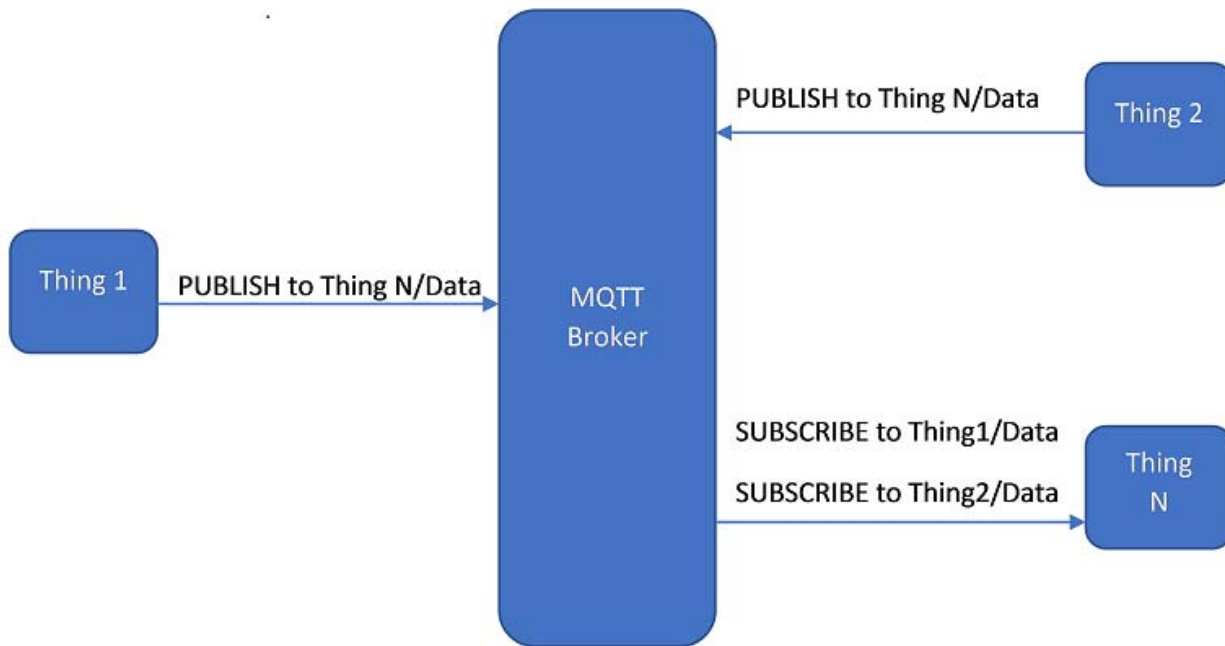 PUBLISH to Thing N/Data
Thing 2
Thing 1
PUBLISH to Thing N/Data
MQTT
Broker
SUBSCRIBE to Thing1/Data
SUBSCRIBE to Thing2/Data
Thing
N